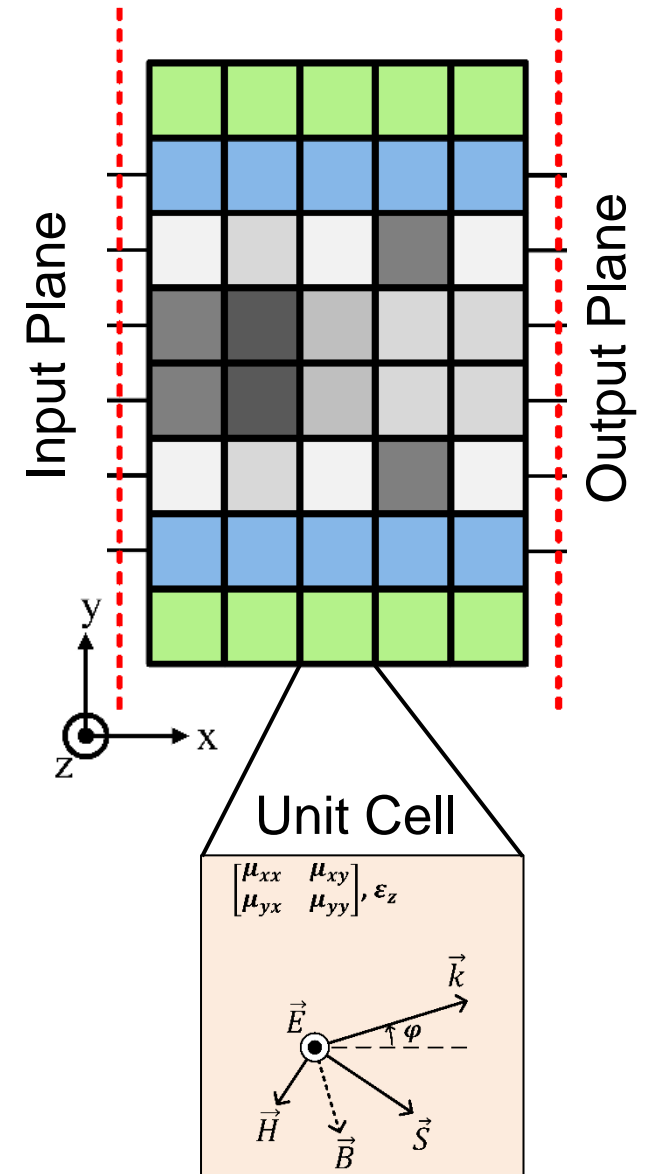 Input Plane
Output Plane
y
x
z
Unit Cell
[μxx μxy
μyx μyy], εz
k⃗
E⃗
φ
H⃗
B⃗
S⃗